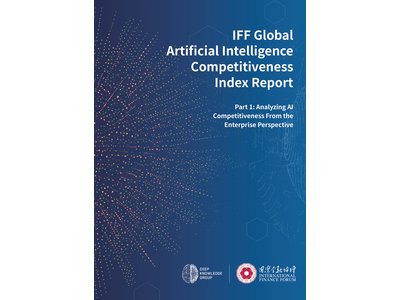 IFF Global
Artificial Intelligence
Competitiveness
Index Report
Part 1: Analyzing AI
Competitiveness From the
Enterprise Perspective
DEEP
KNOWLEDGE
GROUP
INTERNATIONAL
FINANCE FORUM